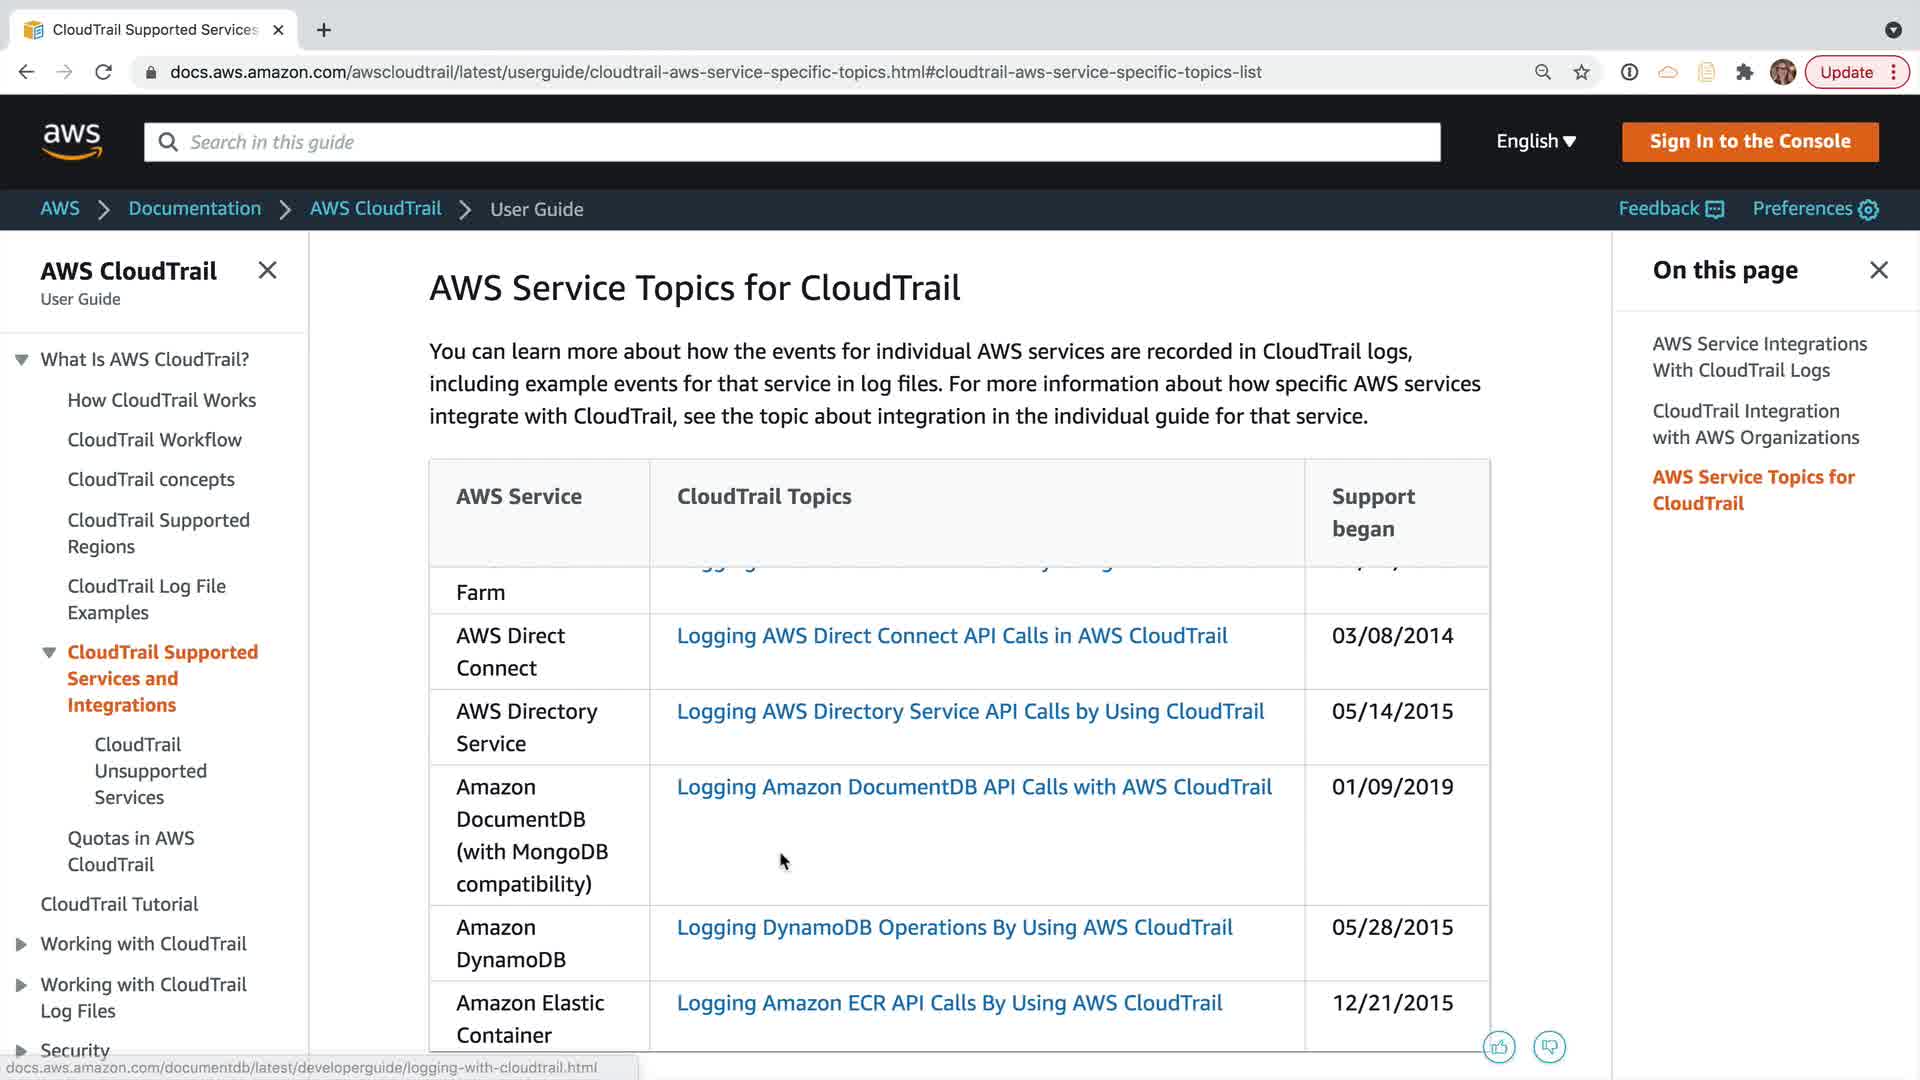 CloudTrail Supported Services
docs.aws.amazon.com/awscloudtrail/latest/userguide/cloudtrail-aws-service-specific-topics.html#cloudtrail-aws-service-specific-topics-list
Update
aws
Search in this guide
English
Sign In to the Console
AWS
Documentation
AWS CloudTrail
User Guide
Feedback
Preferences
AWS CloudTrail
User Guide
What Is AWS CloudTrail?
How CloudTrail Works
CloudTrail Workflow
CloudTrail concepts
CloudTrail Supported
Regions
CloudTrail Log File
Examples
CloudTrail Supported
Services and
Integrations
CloudTrail
Unsupported
Services
Quotas in AWS
CloudTrail
CloudTrail Tutorial
Working with CloudTrail
Working with CloudTrail
Log Files
Security
docs.aws.amazon.com/documentdb/latest/developerguide/logging-with-cloudtrail.html
AWS Service Topics for CloudTrail
You can learn more about how the events for individual AWS services are recorded in CloudTrail logs,
including example events for that service in log files. For more information about how specific AWS services
integrate with CloudTrail, see the topic about integration in the individual guide for that service.
AWS Service
CloudTrail Topics
Support
began
Farm
AWS Direct
Connect
Logging AWS Direct Connect API Calls in AWS CloudTrail
03/08/2014
AWS Directory
Service
Logging AWS Directory Service API Calls by Using CloudTrail
05/14/2015
Amazon
DocumentDB
(with MongoDB
compatibility)
Logging Amazon DocumentDB API Calls with AWS CloudTrail
01/09/2019
Amazon
DynamoDB
Logging DynamoDB Operations By Using AWS CloudTrail
05/28/2015
Amazon Elastic
Container
Logging Amazon ECR API Calls By Using AWS CloudTrail
12/21/2015
On this page
AWS Service Integrations
With CloudTrail Logs
CloudTrail Integration
with AWS Organizations
AWS Service Topics for
CloudTrail